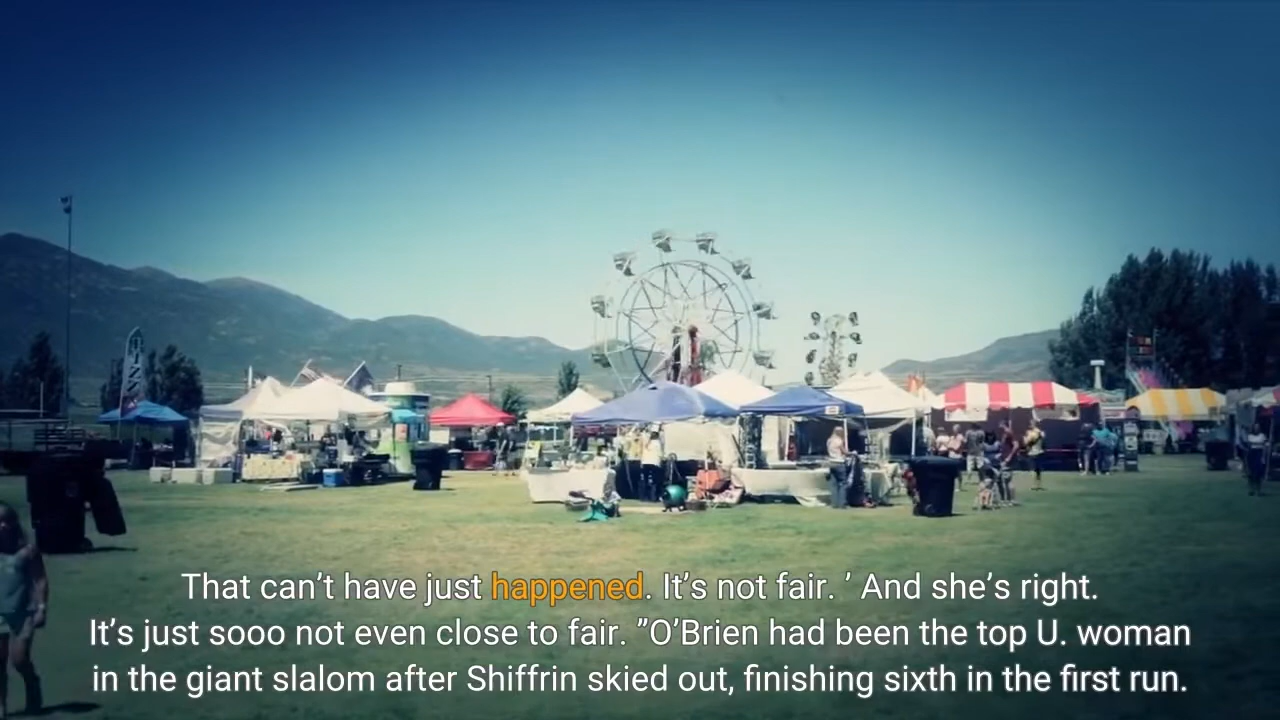 That can’t have just happened. It’s not fair. ’ And she’s right.
It’s just sooo not even close to fair. ”O’Brien had been the top U. woman
in the giant slalom after Shiffrin skied out, finishing sixth in the first run.